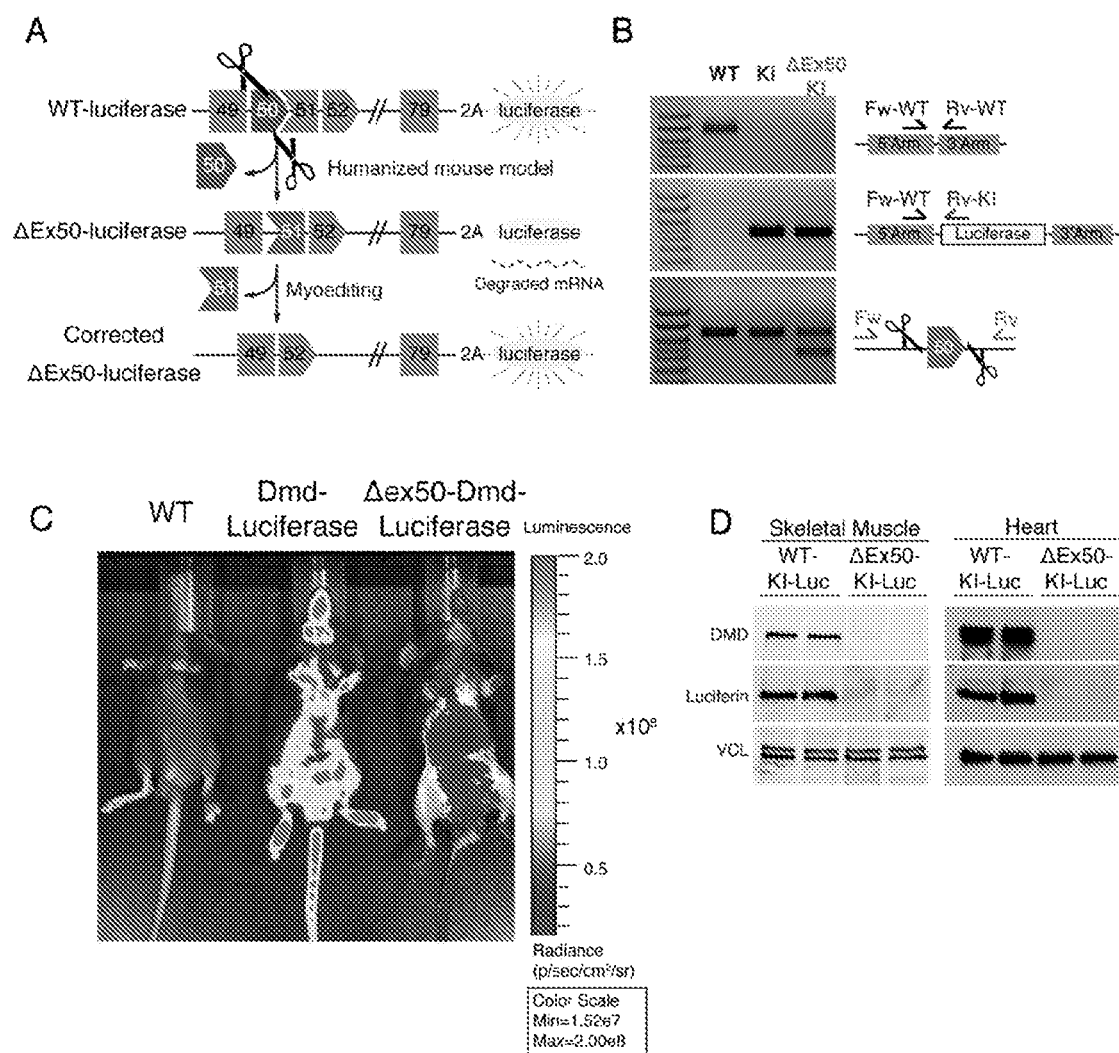 A
WT-luciferase
49 50 51 52 // 79 2A luciferase
50
Humanized mouse model
ΔEx50-luciferase
49 51 52 // 79 2A luciferase
Degraded mRNA
51
Myoediting
Corrected
ΔEx50-luciferase
49 52 // 79 2A luciferase
B
WT KI ΔEx50
KI
Fw-WT Rv-WT
5'Arm 3'Arm
Fw-WT Rv-KI
5'Arm Luciferase 3'Arm
Fw Rv
50
C
WT
Dmd-
Luciferase
Δex50-Dmd-
Luciferase
Luminescence
2.0
1.5
x10⁸
1.0
0.5
Radiance
(p/sec/cm²/sr)
Color Scale
Min=1.52e7
Max=2.00e8
D
Skeletal Muscle Heart
WT- ΔEx50- WT- ΔEx50-
KI-Luc KI-Luc KI-Luc KI-Luc
DMD
Luciferin
VCL